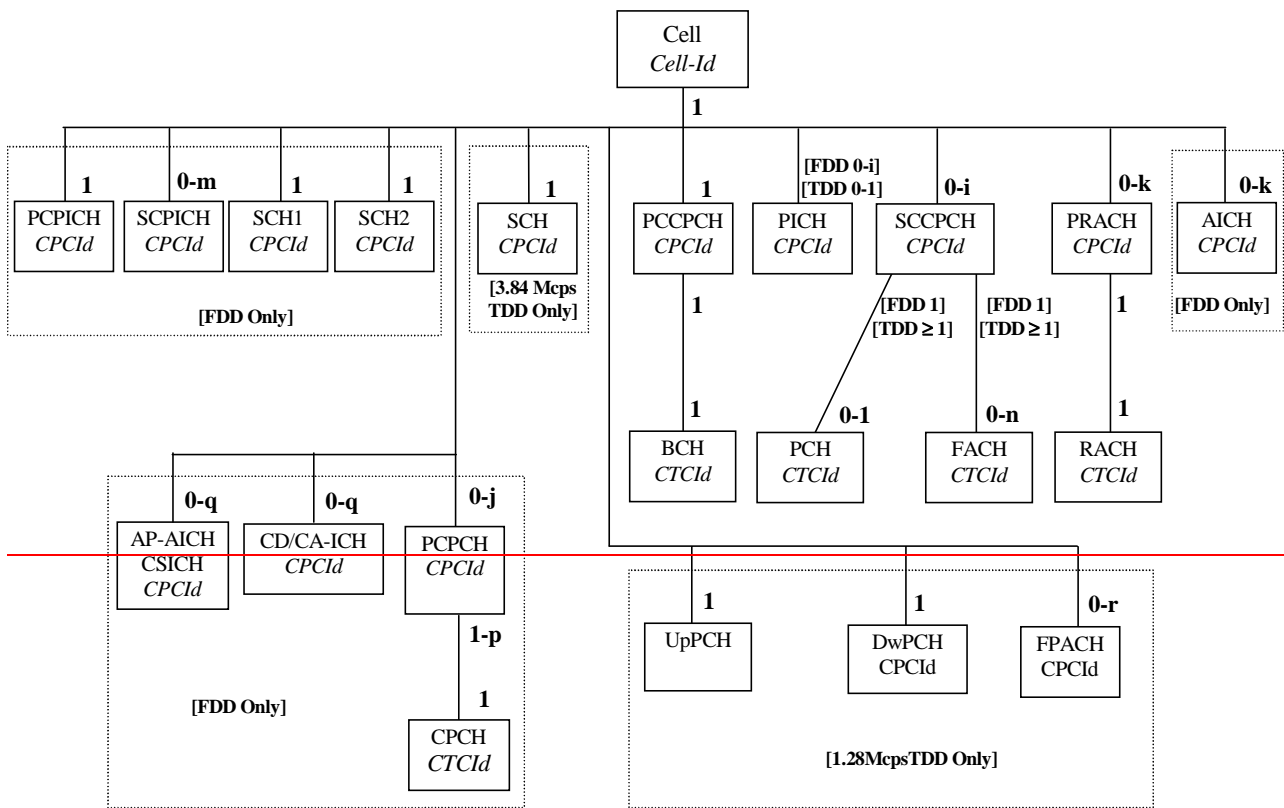 Cell
Cell-Id
1
1
0-m
1
1
1
1
[FDD 0-i]
[TDD 0-1]
0-i
0-k
0-k
PCPICH
CPCId
SCPICH
CPCId
SCH1
CPCId
SCH2
CPCId
SCH
CPCId
PCCPCH
CPCId
PICH
CPCId
SCCPCH
CPCId
PRACH
CPCId
AICH
CPCId
[FDD Only]
[3.84 Mcps
TDD Only]
1
[FDD 1]
[TDD ≥ 1]
[FDD 1]
[TDD ≥ 1]
1
[FDD Only]
1
0-1
0-n
1
BCH
CTCId
PCH
CTCId
FACH
CTCId
RACH
CTCId
0-q
0-q
0-j
AP-AICH
CSICH
CPCId
CD/CA-ICH
CPCId
PCPCH
CPCId
1-p
1
CPCH
CTCId
[FDD Only]
1
1
0-r
UpPCH
DwPCH
CPCId
FPACH
CPCId
[1.28McpsTDD Only]